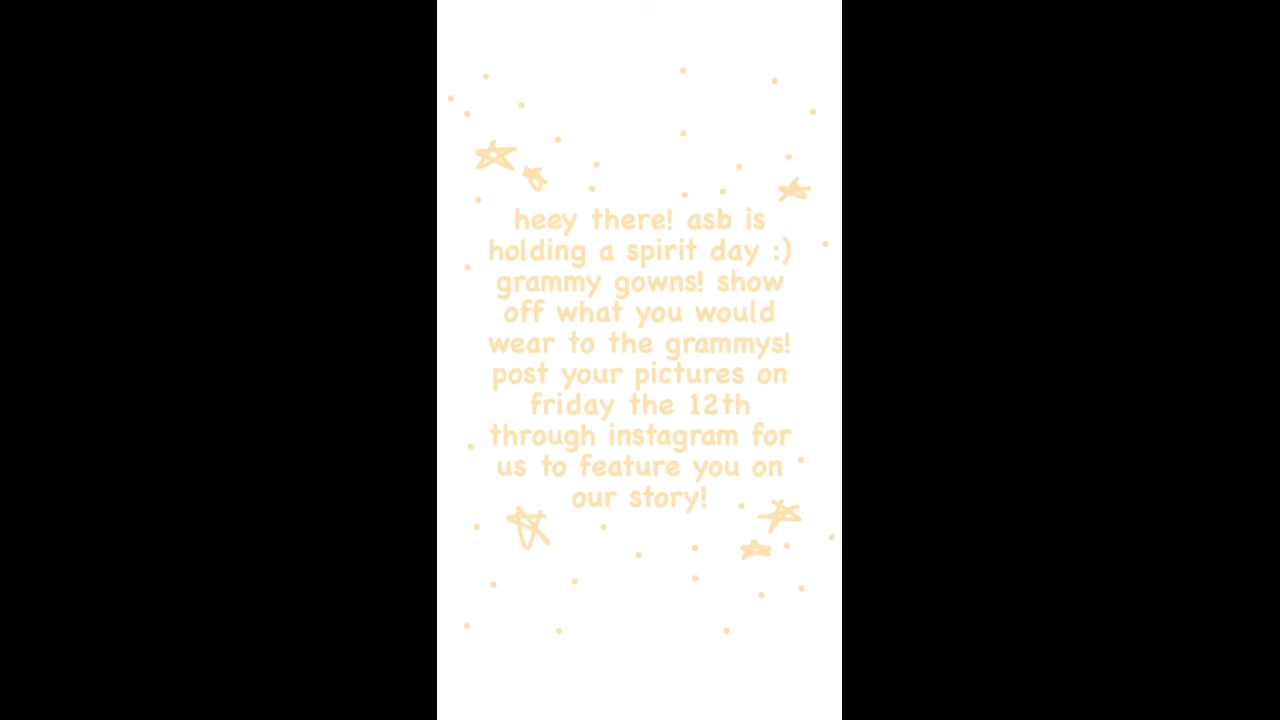 heey there! asb is
holding a spirit day :)
grammy gowns! show
off what you would
wear to the grammys!
post your pictures on
friday the 12th
through instagram for
us to feature you on
our story!